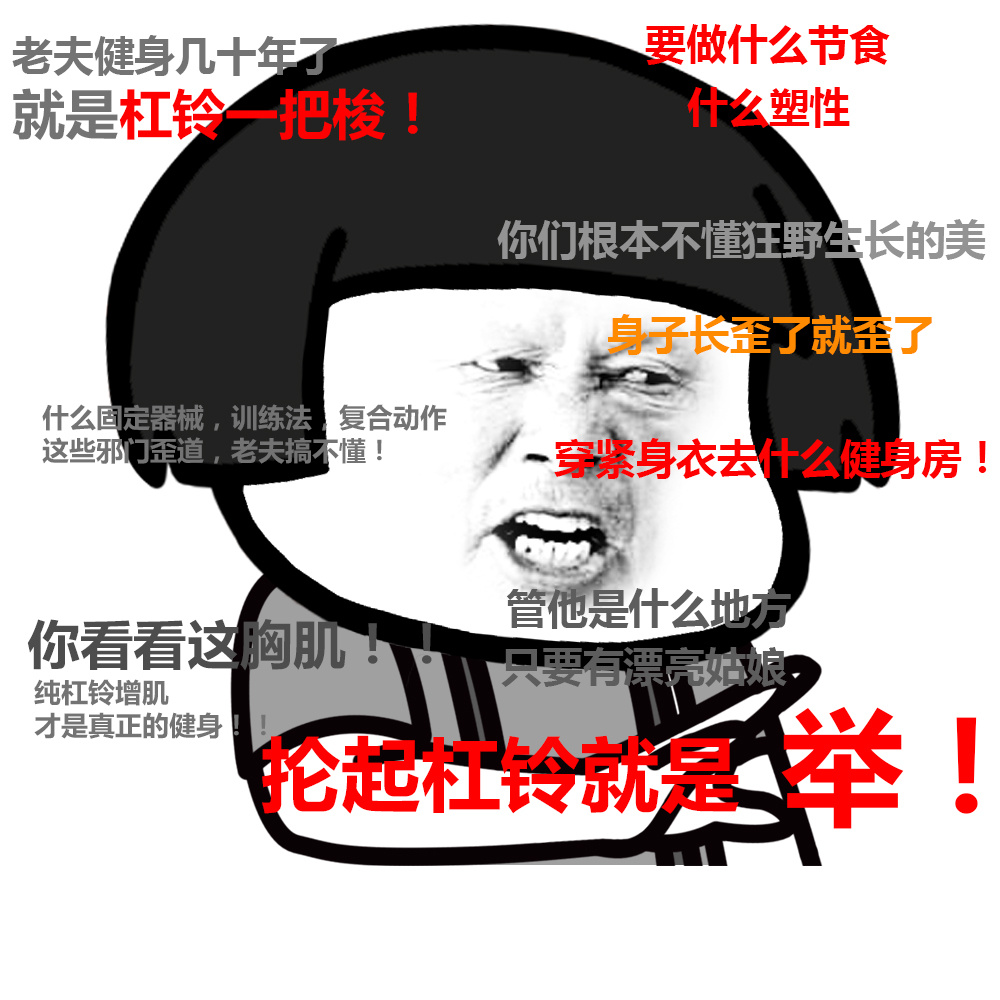 老夫健身几十年了
就是杠铃一把梭！
要做什么节食
什么塑性
你们根本不懂狂野生长的美
身子长歪了就歪了
什么固定器械，训练法，复合动作
这些邪门歪道，老夫搞不懂！
穿紧身衣去什么健身房！
管他是什么地方
只要有漂亮姑娘
你看看这胸肌！！
纯杠铃增肌
才是真正的健身！！
抡起杠铃就是 举！